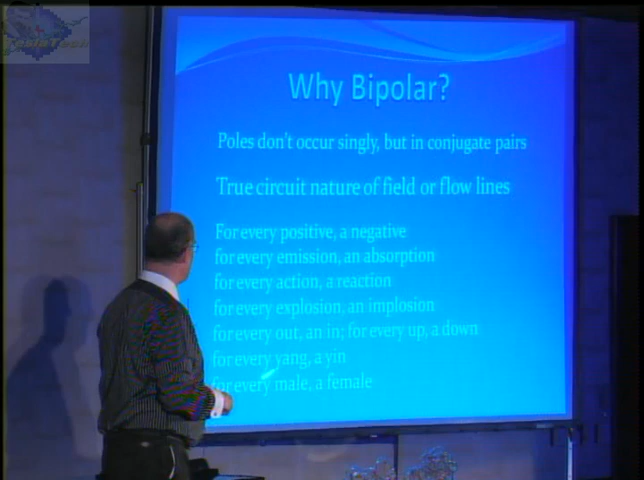 TeslaTech
Why Bipolar?
Poles don't occur singly, but in conjugate pairs
True circuit nature of field or flow lines
For every positive, a negative
for every emission, an absorption
for every action, a reaction
for every explosion, an implosion
for every out, an in; for every up, a down
for every yang, a yin
for every male, a female